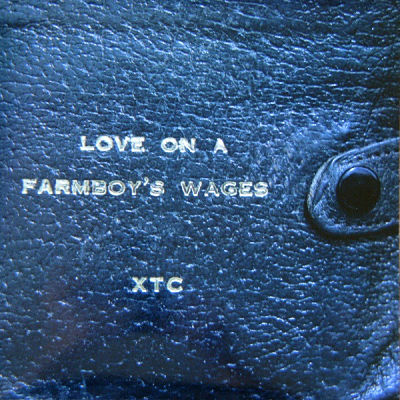 LOVE ON A
FARMBOY'S WAGES
XTC